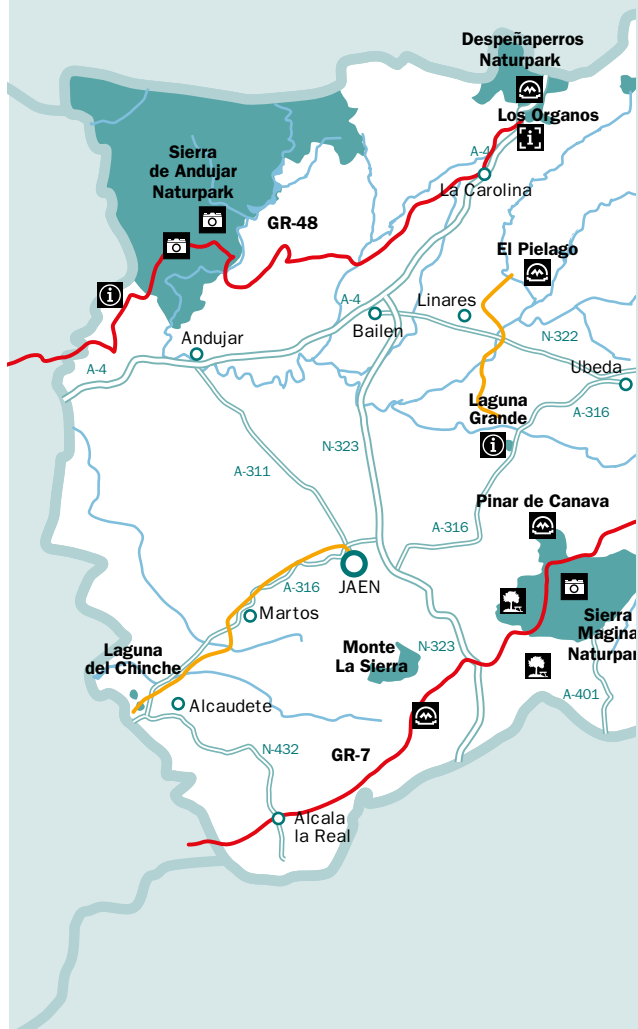 Despeñaperros
Naturpark
Los Organos
A-4
Sierra
de Andujar
Naturpark
La Carolina
GR-48
El Pielago
A-4
Linares
Bailen
Andujar
N-322
A-4
Ubeda
Laguna
Grande
A-316
N-323
A-311
Pinar de Canava
A-316
A-316
JAEN
Martos
Sierra
Magina
Naturpar
Monte
La Sierra
N-323
Laguna
del Chinche
A-401
Alcaudete
N-432
GR-7
Alcala
la Real